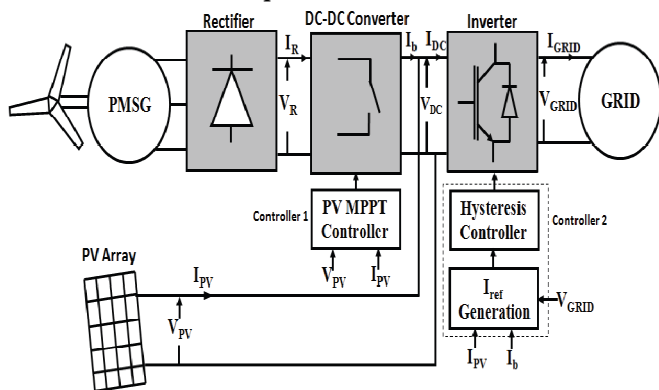 Rectifier
DC-DC Converter
Inverter
I_R
I_b
I_DC
I_GRID
PMSG
V_R
V_DC
V_GRID
GRID
Controller 1
PV MPPT
Controller
Hysteresis
Controller
Controller 2
PV Array
I_PV
V_PV
I_PV
V_PV
I_ref
Generation
V_GRID
I_PV
I_b